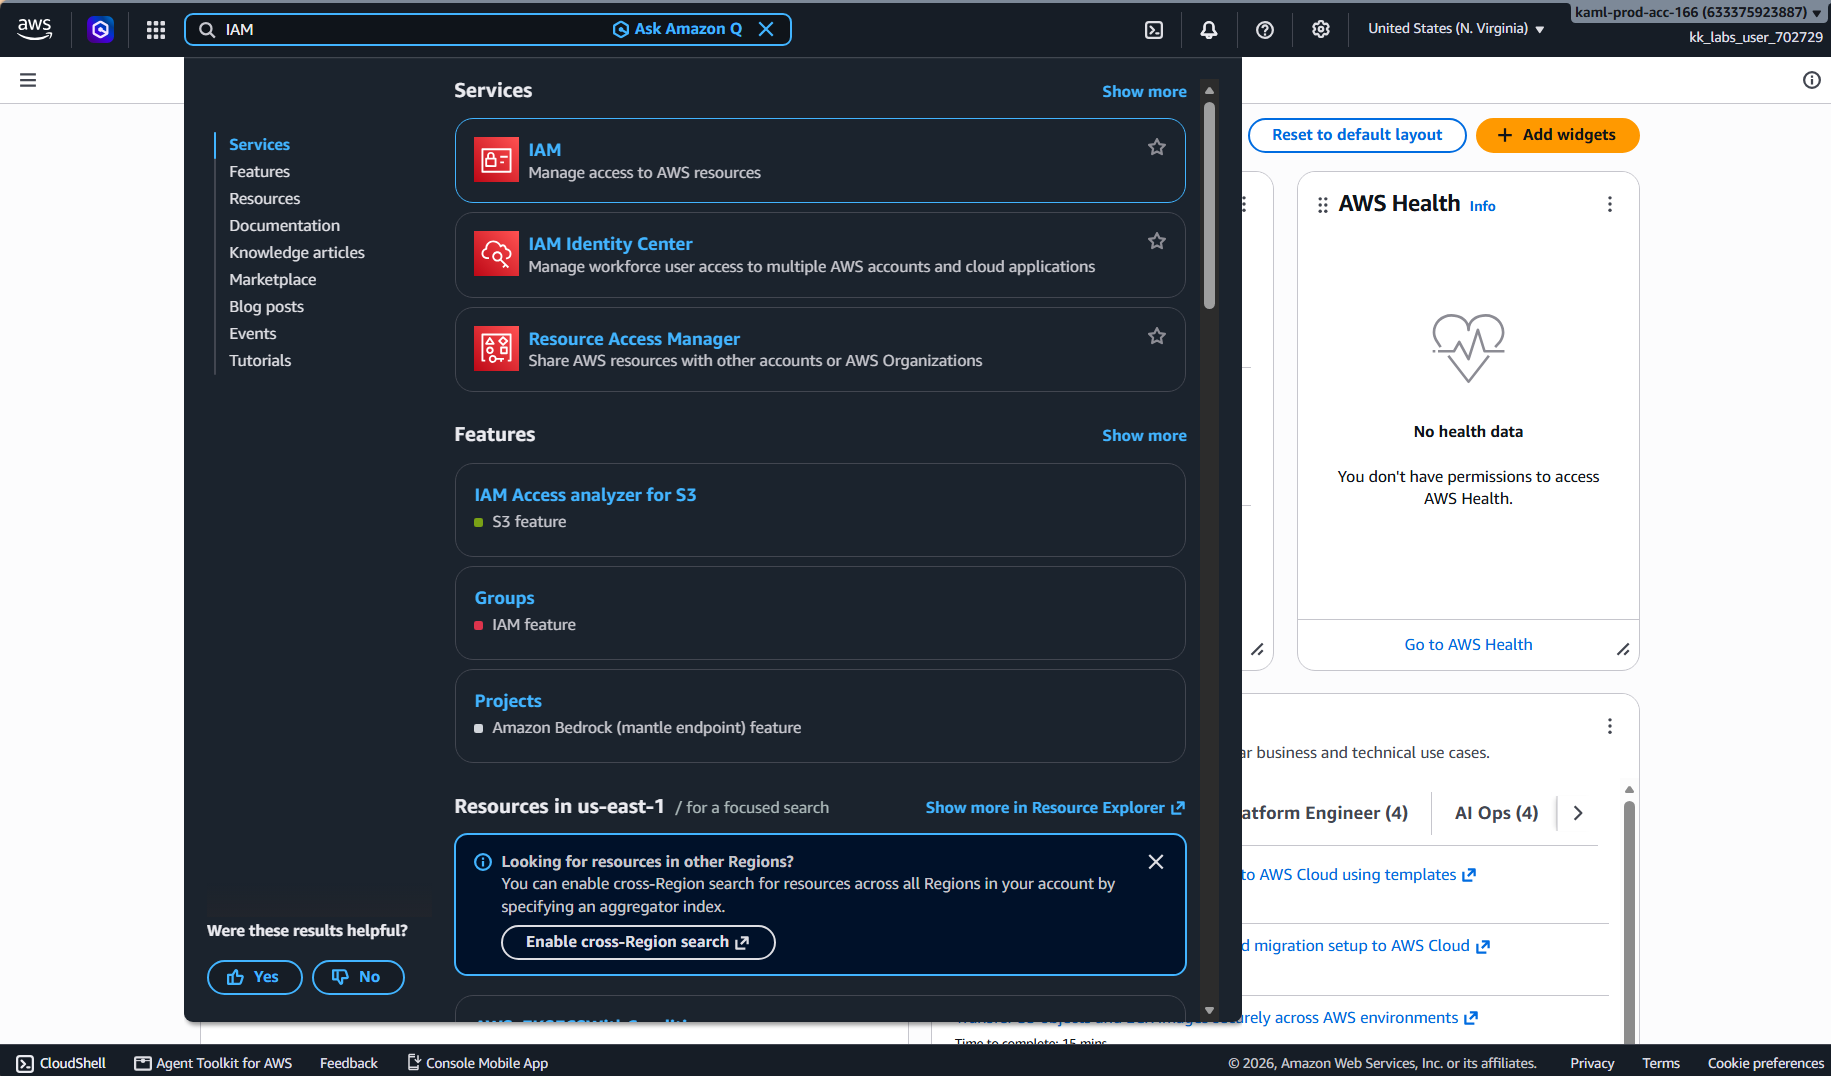 aws
IAM
Ask Amazon Q
United States (N. Virginia)
kaml-prod-acc-166 (633375923887)
kk_labs_user_702729
Services
Features
Resources
Documentation
Knowledge articles
Marketplace
Blog posts
Events
Tutorials
Were these results helpful?
Yes
No
Services
Show more
IAM
Manage access to AWS resources
IAM Identity Center
Manage workforce user access to multiple AWS accounts and cloud applications
Resource Access Manager
Share AWS resources with other accounts or AWS Organizations
Features
Show more
IAM Access analyzer for S3
S3 feature
Groups
IAM feature
Projects
Amazon Bedrock (mantle endpoint) feature
Resources in us-east-1 / for a focused search
Show more in Resource Explorer
Looking for resources in other Regions?
You can enable cross-Region search for resources across all Regions in your account by
specifying an aggregator index.
Enable cross-Region search
Reset to default layout
Add widgets
AWS Health Info
No health data
You don't have permissions to access
AWS Health.
Go to AWS Health
ar business and technical use cases.
atform Engineer (4)
AI Ops (4)
to AWS Cloud using templates
d migration setup to AWS Cloud
urely across AWS environments
Time to complete: 15 mins
CloudShell
Agent Toolkit for AWS
Feedback
Console Mobile App
© 2026, Amazon Web Services, Inc. or its affiliates.
Privacy
Terms
Cookie preferences